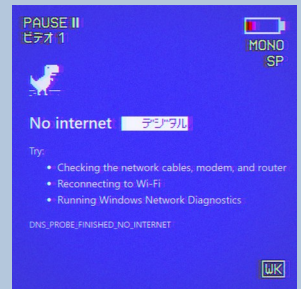 PAUSE II
ビデオ 1
MONO
SP
No internet デジタル
Try:
• Checking the network cables, modem, and router
• Reconnecting to Wi-Fi
• Running Windows Network Diagnostics
DNS_PROBE_FINISHED_NO_INTERNET
WK